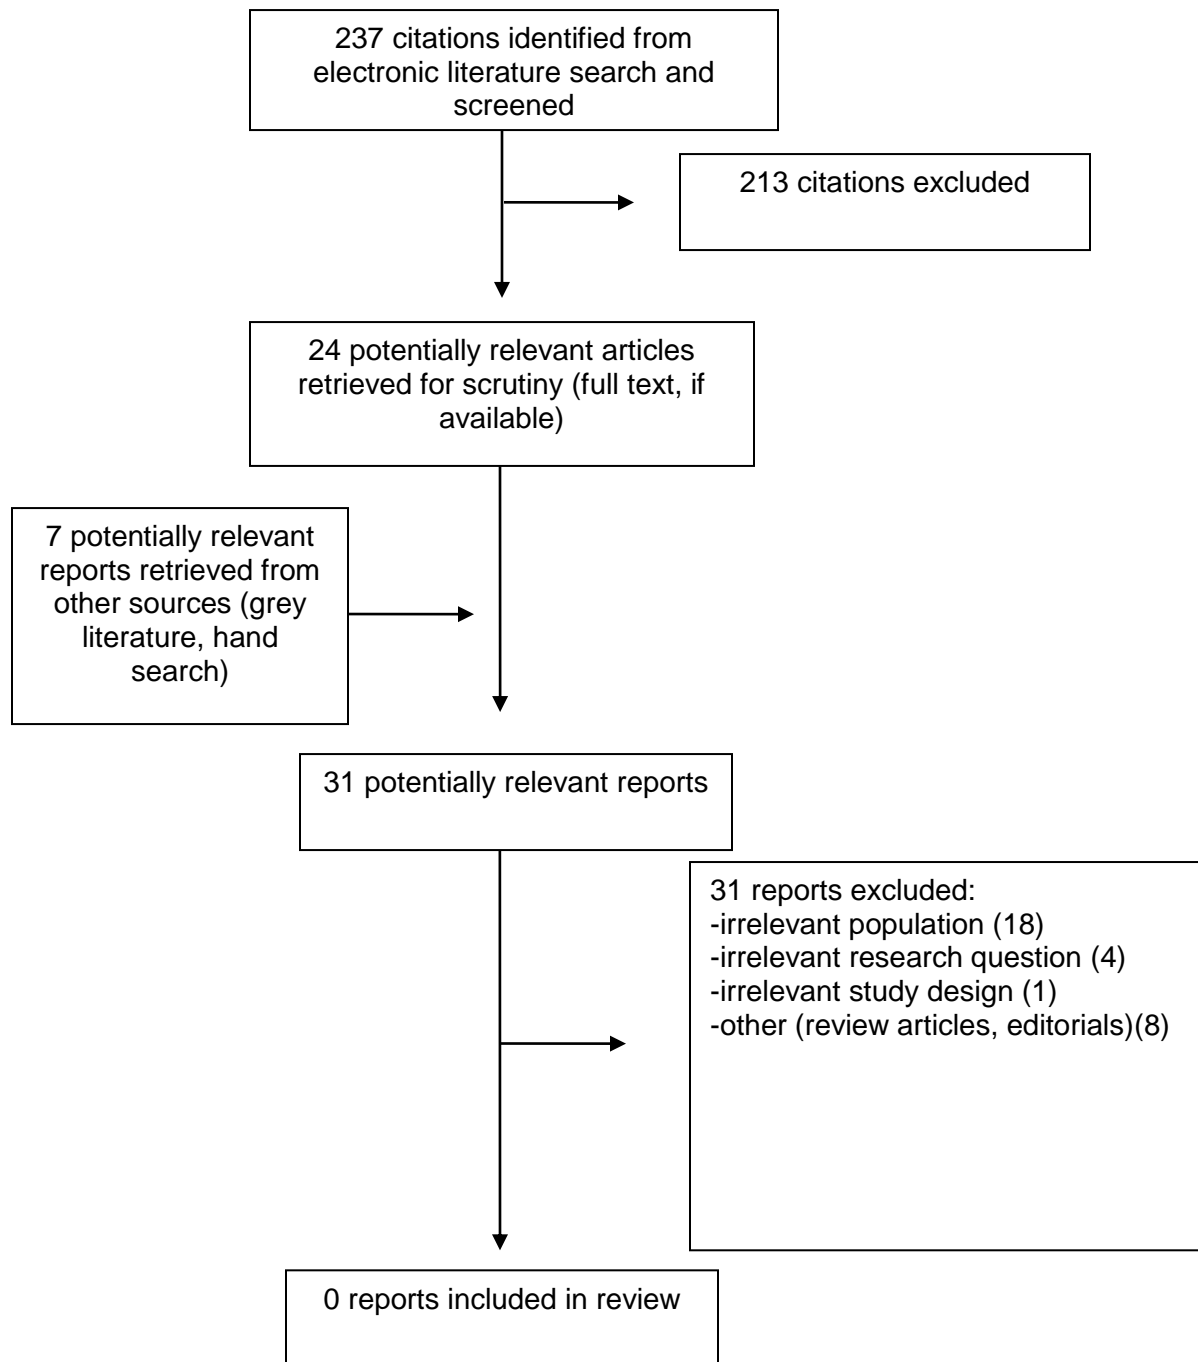 237 citations identified from
electronic literature search and
screened
213 citations excluded
24 potentially relevant articles
retrieved for scrutiny (full text, if
available)
7 potentially relevant
reports retrieved from
other sources (grey
literature, hand
search)
31 potentially relevant reports
31 reports excluded:
-irrelevant population (18)
-irrelevant research question (4)
-irrelevant study design (1)
-other (review articles, editorials)(8)
0 reports included in review